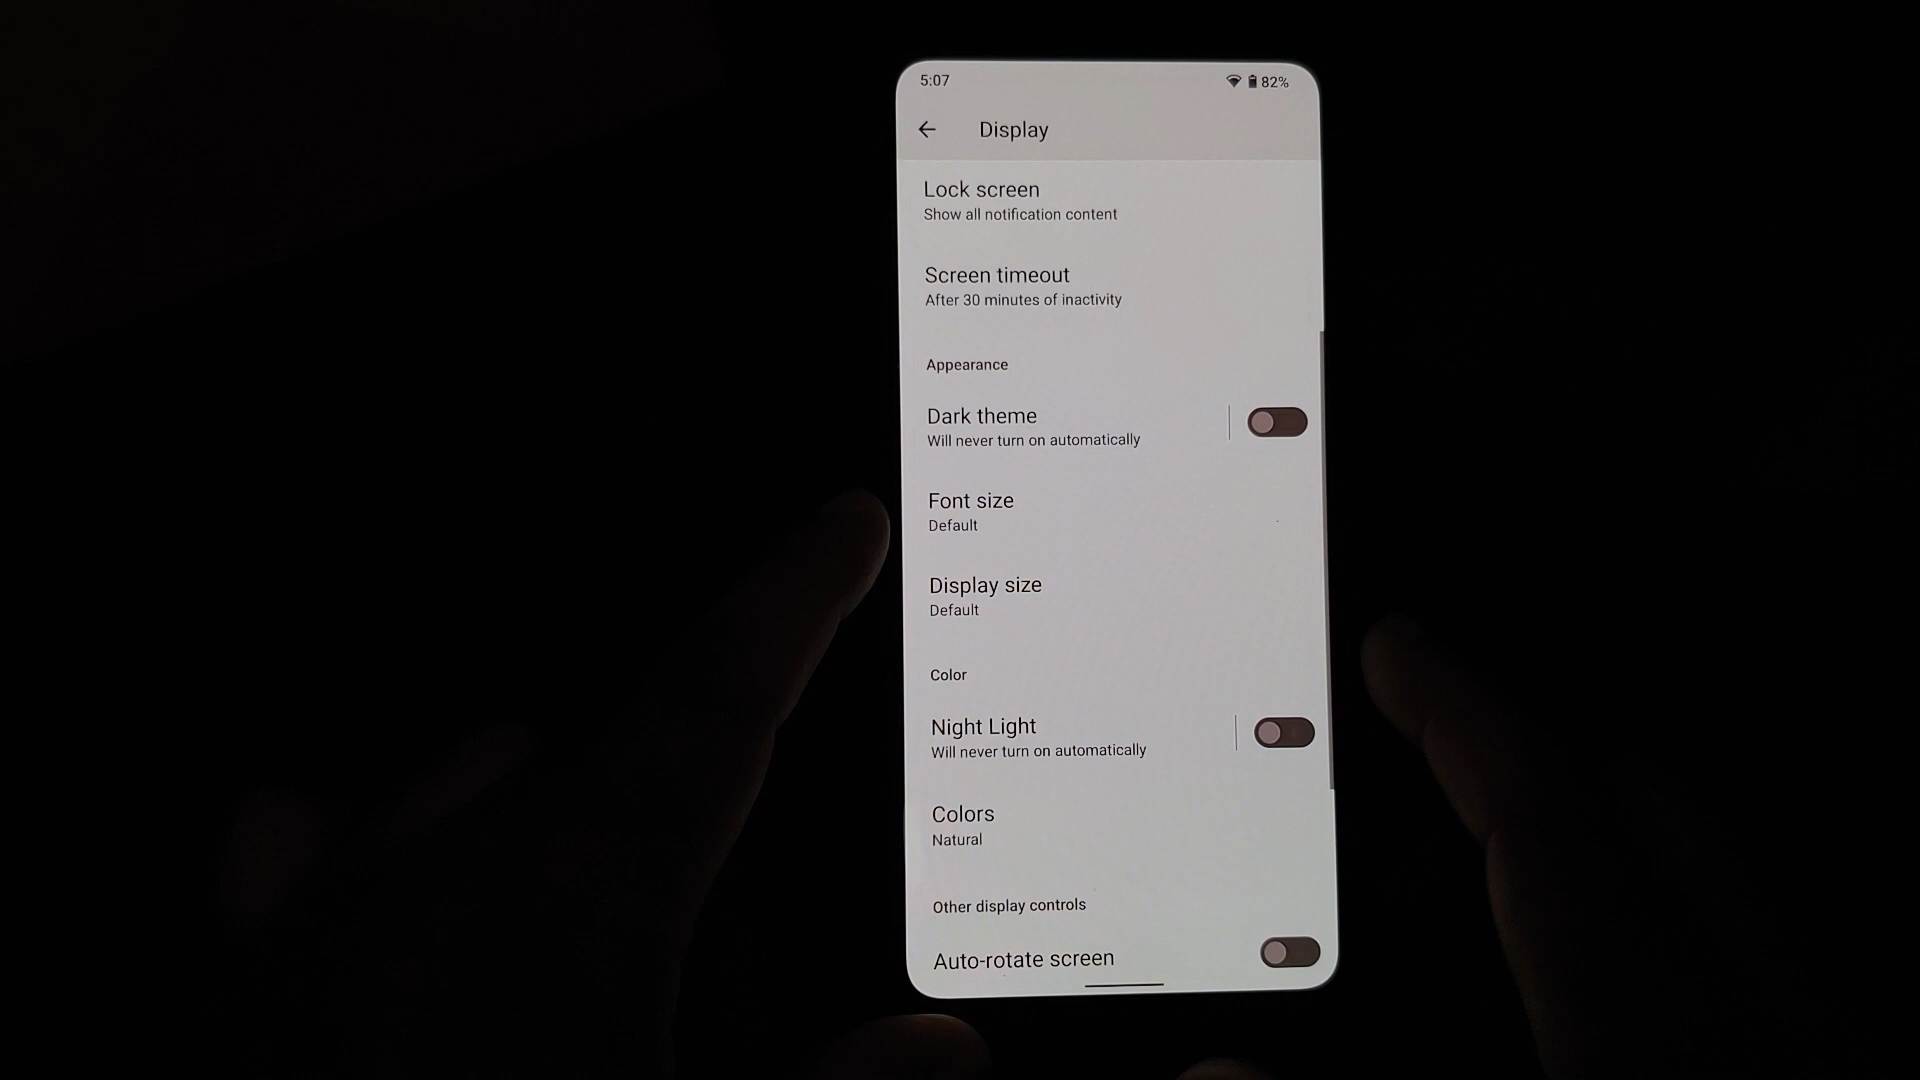 5:07
82%
Display
Lock screen
Show all notification content
Screen timeout
After 30 minutes of inactivity
Appearance
Dark theme
Will never turn on automatically
Font size
Default
Display size
Default
Color
Night Light
Will never turn on automatically
Colors
Natural
Other display controls
Auto-rotate screen